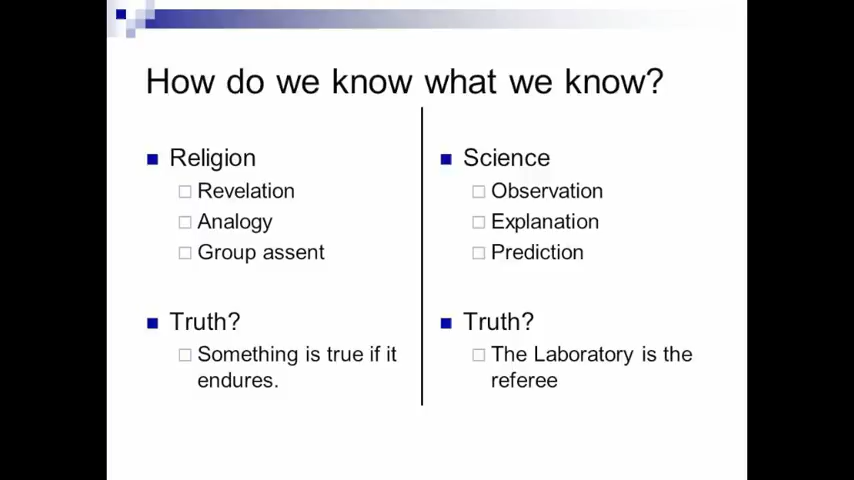 How do we know what we know?
Religion
Revelation
Analogy
Group assent
Truth?
Something is true if it
endures.
Science
Observation
Explanation
Prediction
Truth?
The Laboratory is the
referee